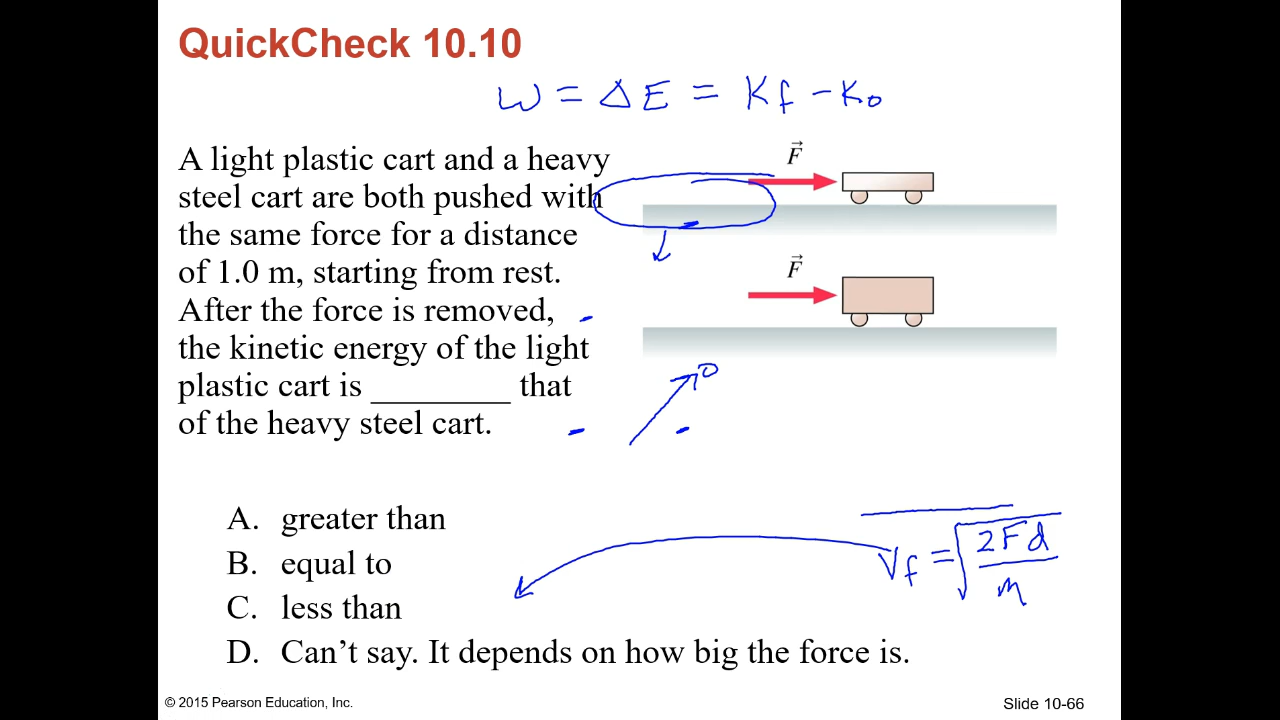 QuickCheck 10.10
W = ΔE = Kf - K₀
A light plastic cart and a heavy
steel cart are both pushed with
the same force for a distance
of 1.0 m, starting from rest.
After the force is removed,
the kinetic energy of the light
plastic cart is ________ that
of the heavy steel cart.
F⃗
F⃗
0
A. greater than
B. equal to
C. less than
D. Can’t say. It depends on how big the force is.
Vf = √(2Fd/m)
© 2015 Pearson Education, Inc.
Slide 10-66